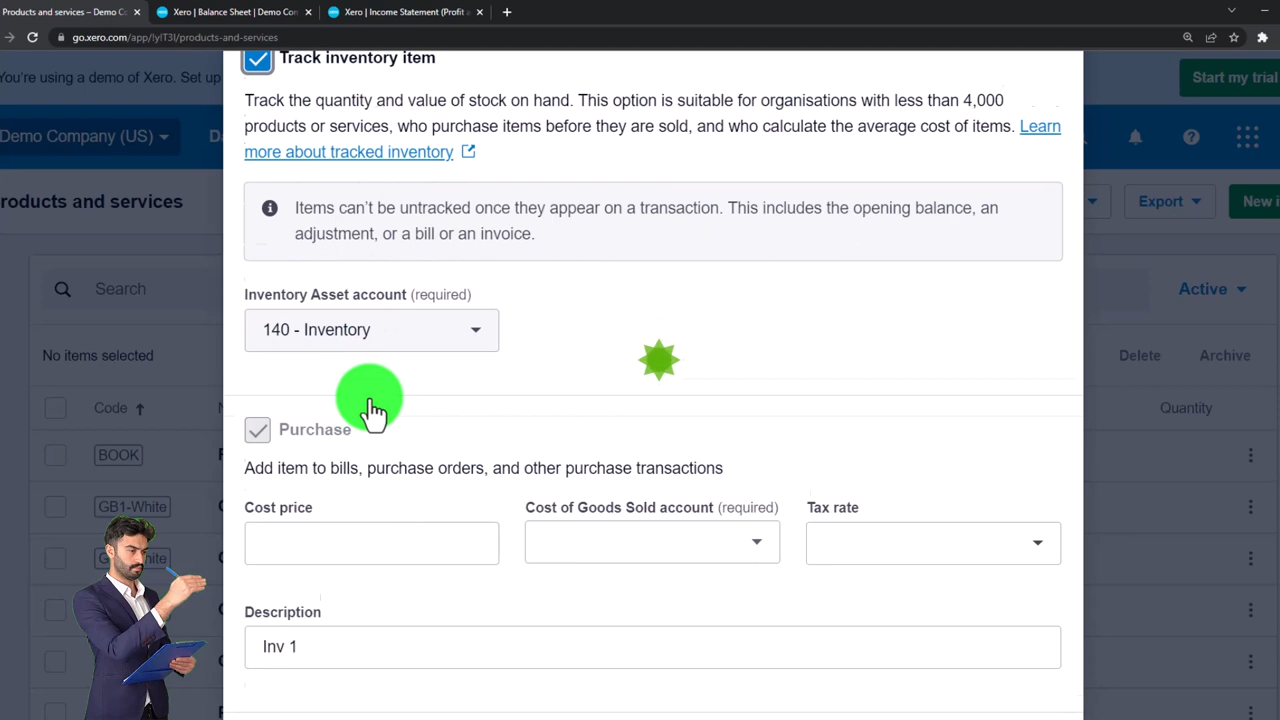 Products and services – Demo C
Xero | Balance Sheet | Demo Con
Xero | Income Statement (Profit a
go.xero.com/app/!y!T3l/products-and-services
Track inventory item
You're using a demo of Xero. Set up
Start my trial
Track the quantity and value of stock on hand. This option is suitable for organisations with less than 4,000
products or services, who purchase items before they are sold, and who calculate the average cost of items. Learn
more about tracked inventory
Demo Company (US)
Da
roducts and services
Export
New i
Items can't be untracked once they appear on a transaction. This includes the opening balance, an
adjustment, or a bill or an invoice.
Search
Active
Inventory Asset account (required)
140 - Inventory
No items selected
Delete
Archive
Code
Quantity
Purchase
BOOK
Add item to bills, purchase orders, and other purchase transactions
GB1-White
Cost price
Cost of Goods Sold account (required)
Tax rate
Description
Inv 1